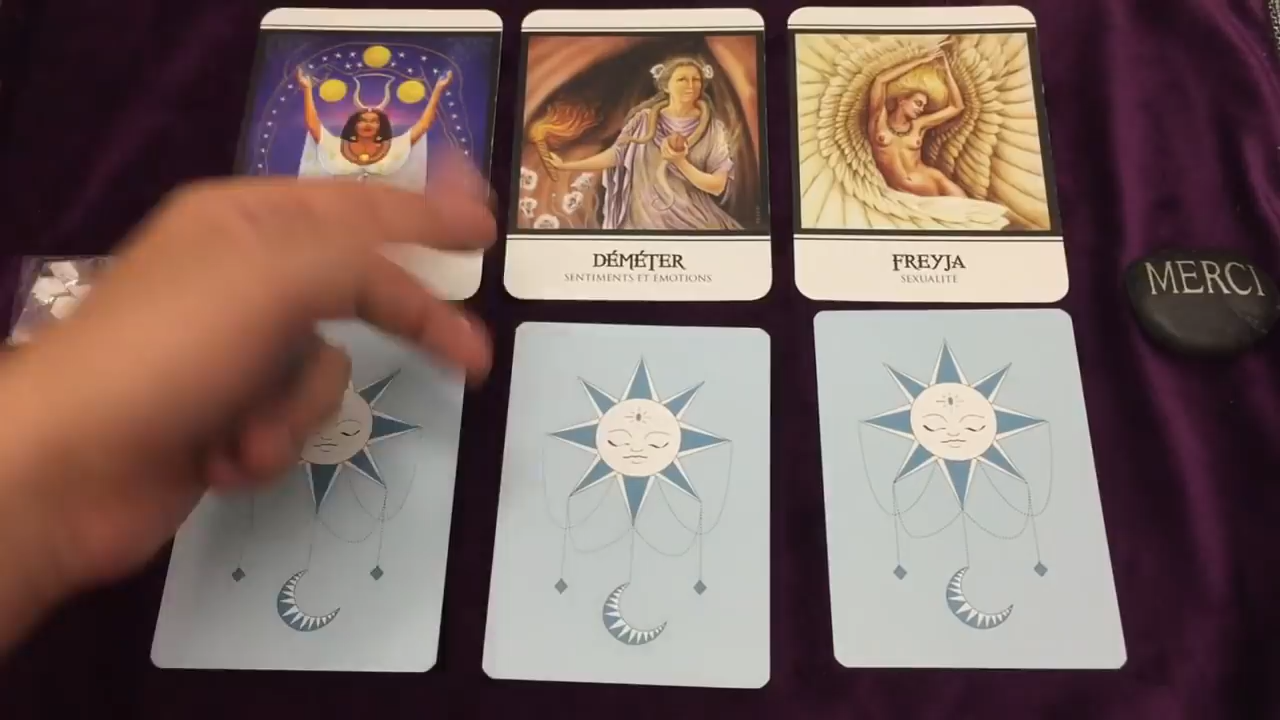 DÉMÉTER
SENTIMENTS ET ÉMOTIONS
FREYJA
SEXUALITÉ
MERCI